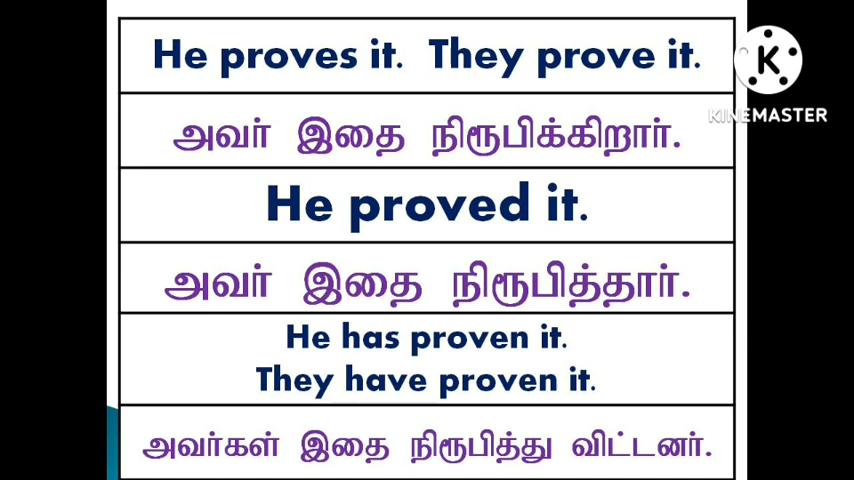 He proves it. They prove it.
KINEMASTER
அவர் இதை நிரூபிக்கிறார்.
He proved it.
அவர் இதை நிரூபித்தார்.
He has proven it.
They have proven it.
அவர்கள் இதை நிரூபித்து விட்டனர்.